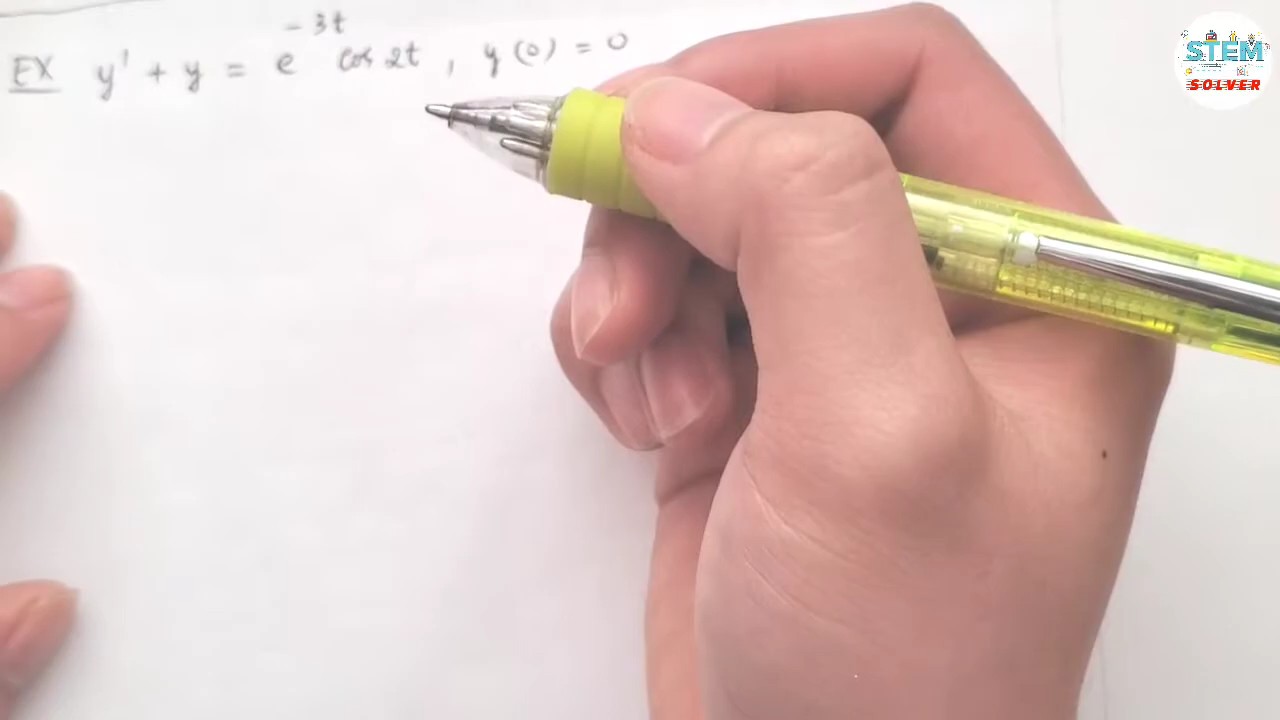 EX y' + y = e^{-3t} cos 2t , y(0) = 0
STEM
SOLVER